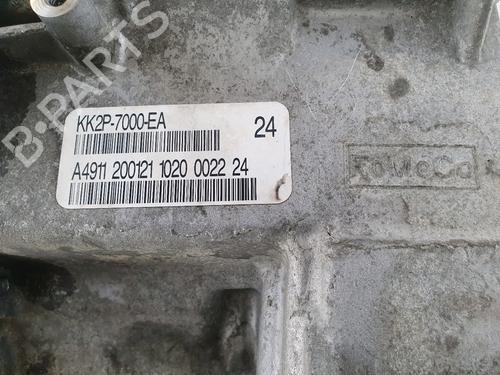 B-PARTS
KK2P-7000-EA
24
A4911 200121 1020 0022 24
FoMoCo